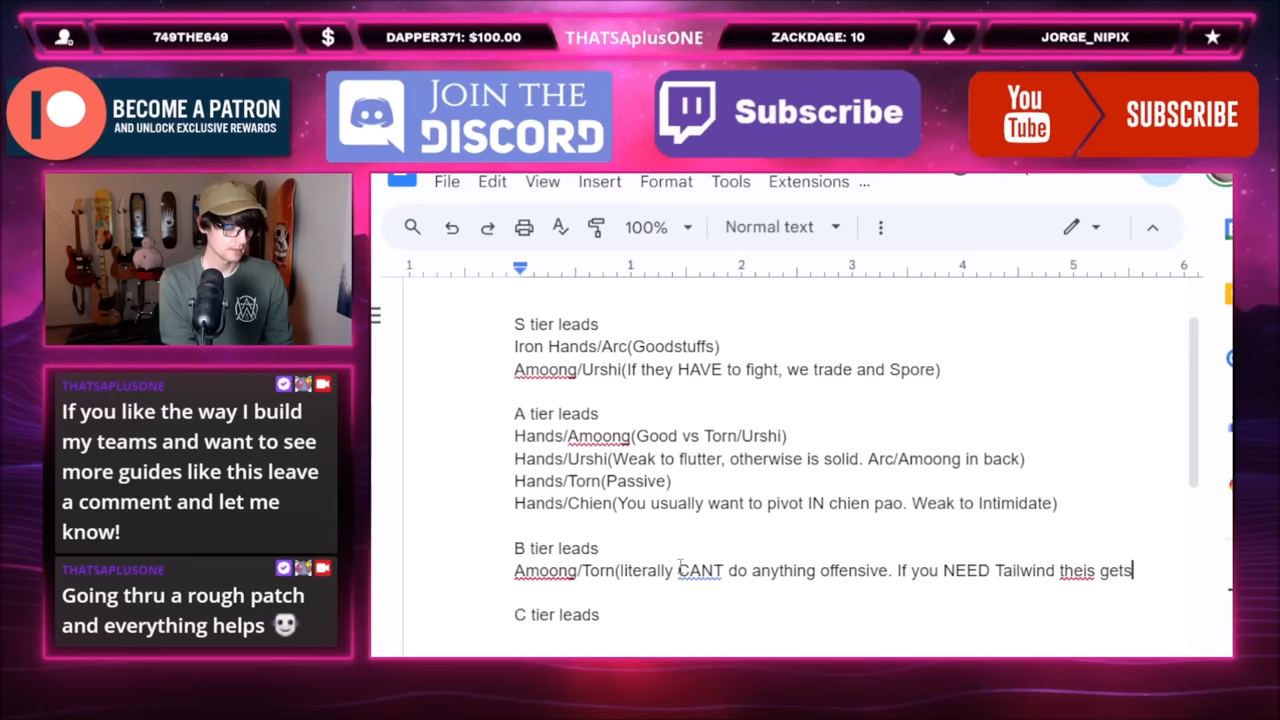 749THE649
$
DAPPER371: $100.00
THATSAplusONE
ZACKDAGE: 10
JORGE_NIPIX
BECOME A PATRON
AND UNLOCK EXCLUSIVE REWARDS
JOIN THE
DISCORD
Subscribe
You
Tube
SUBSCRIBE
File Edit View Insert Format Tools Extensions ...
100% Normal text
1 1 2 3 4 5 6
S tier leads
Iron Hands/Arc(Goodstuffs)
Amoong/Urshi(If they HAVE to fight, we trade and Spore)
A tier leads
Hands/Amoong(Good vs Torn/Urshi)
Hands/Urshi(Weak to flutter, otherwise is solid. Arc/Amoong in back)
Hands/Torn(Passive)
Hands/Chien(You usually want to pivot IN chien pao. Weak to Intimidate)
B tier leads
Amoong/Torn(literally CANT do anything offensive. If you NEED Tailwind theis gets
C tier leads
THATSAPLUSONE
If you like the way I build
my teams and want to see
more guides like this leave
a comment and let me
know!
THATSAPLUSONE
Going thru a rough patch
and everything helps